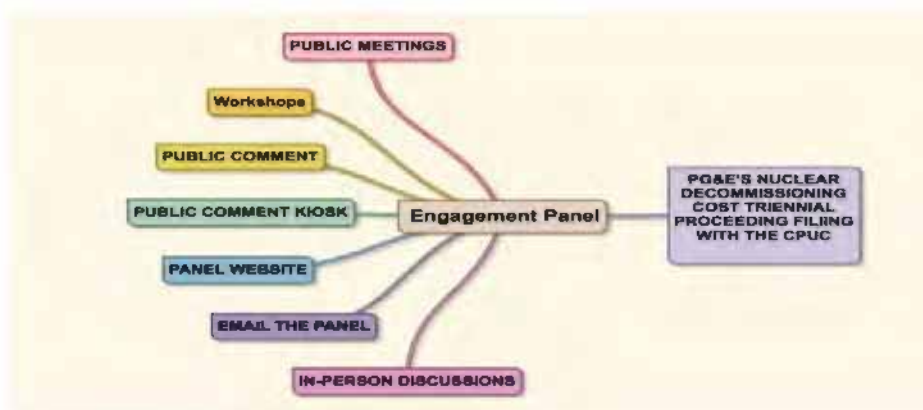 PUBLIC MEETINGS
Workshops
PUBLIC COMMENT
PUBLIC COMMENT KIOSK
PANEL WEBSITE
EMAIL THE PANEL
IN-PERSON DISCUSSIONS
Engagement Panel
PG&E'S NUCLEAR
DECOMMISSIONING
COST TRIENNIAL
PROCEEDING FILIING
WITH THE CPUC